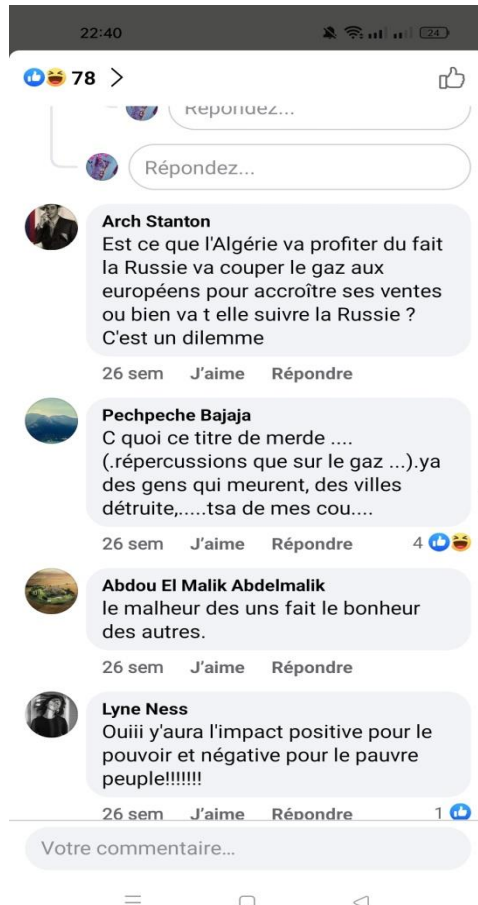 22:40
24
78 >
Répondez...
Répondez...
Arch Stanton
Est ce que l'Algérie va profiter du fait
la Russie va couper le gaz aux
européens pour accroître ses ventes
ou bien va t elle suivre la Russie ?
C'est un dilemme
26 sem J'aime Répondre
Pechpeche Bajaja
C quoi ce titre de merde ....
(.répercussions que sur le gaz ...).ya
des gens qui meurent, des villes
détruite,.....tsa de mes cou....
26 sem J'aime Répondre 4
Abdou El Malik Abdelmalik
le malheur des uns fait le bonheur
des autres.
26 sem J'aime Répondre
Lyne Ness
Ouiii y'aura l'impact positive pour le
pouvoir et négative pour le pauvre
peuple!!!!!!!
26 sem J'aime Répondre 1
Votre commentaire...